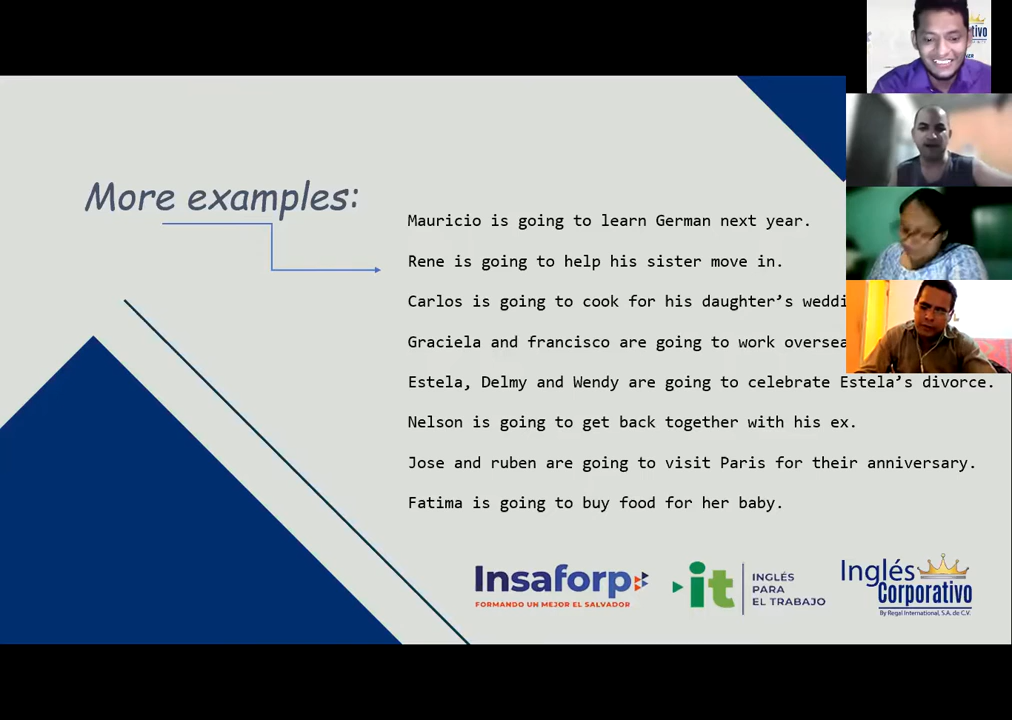 More examples:
Mauricio is going to learn German next year.
Rene is going to help his sister move in.
Carlos is going to cook for his daughter's
Graciela and francisco are going to work
Estela, Delmy and Wendy are going to celebrate Estela's divorce.
Nelson is going to get back together with his ex.
Jose and ruben are going to visit Paris for their anniversary.
Fatima is going to buy food for her baby.
Insaforp
FORMANDO UN MEJOR EL SALVADOR
it
INGLÉS
PARA
EL TRABAJO
Inglés
Corporativo
By Regal International, S.A. de C.V.